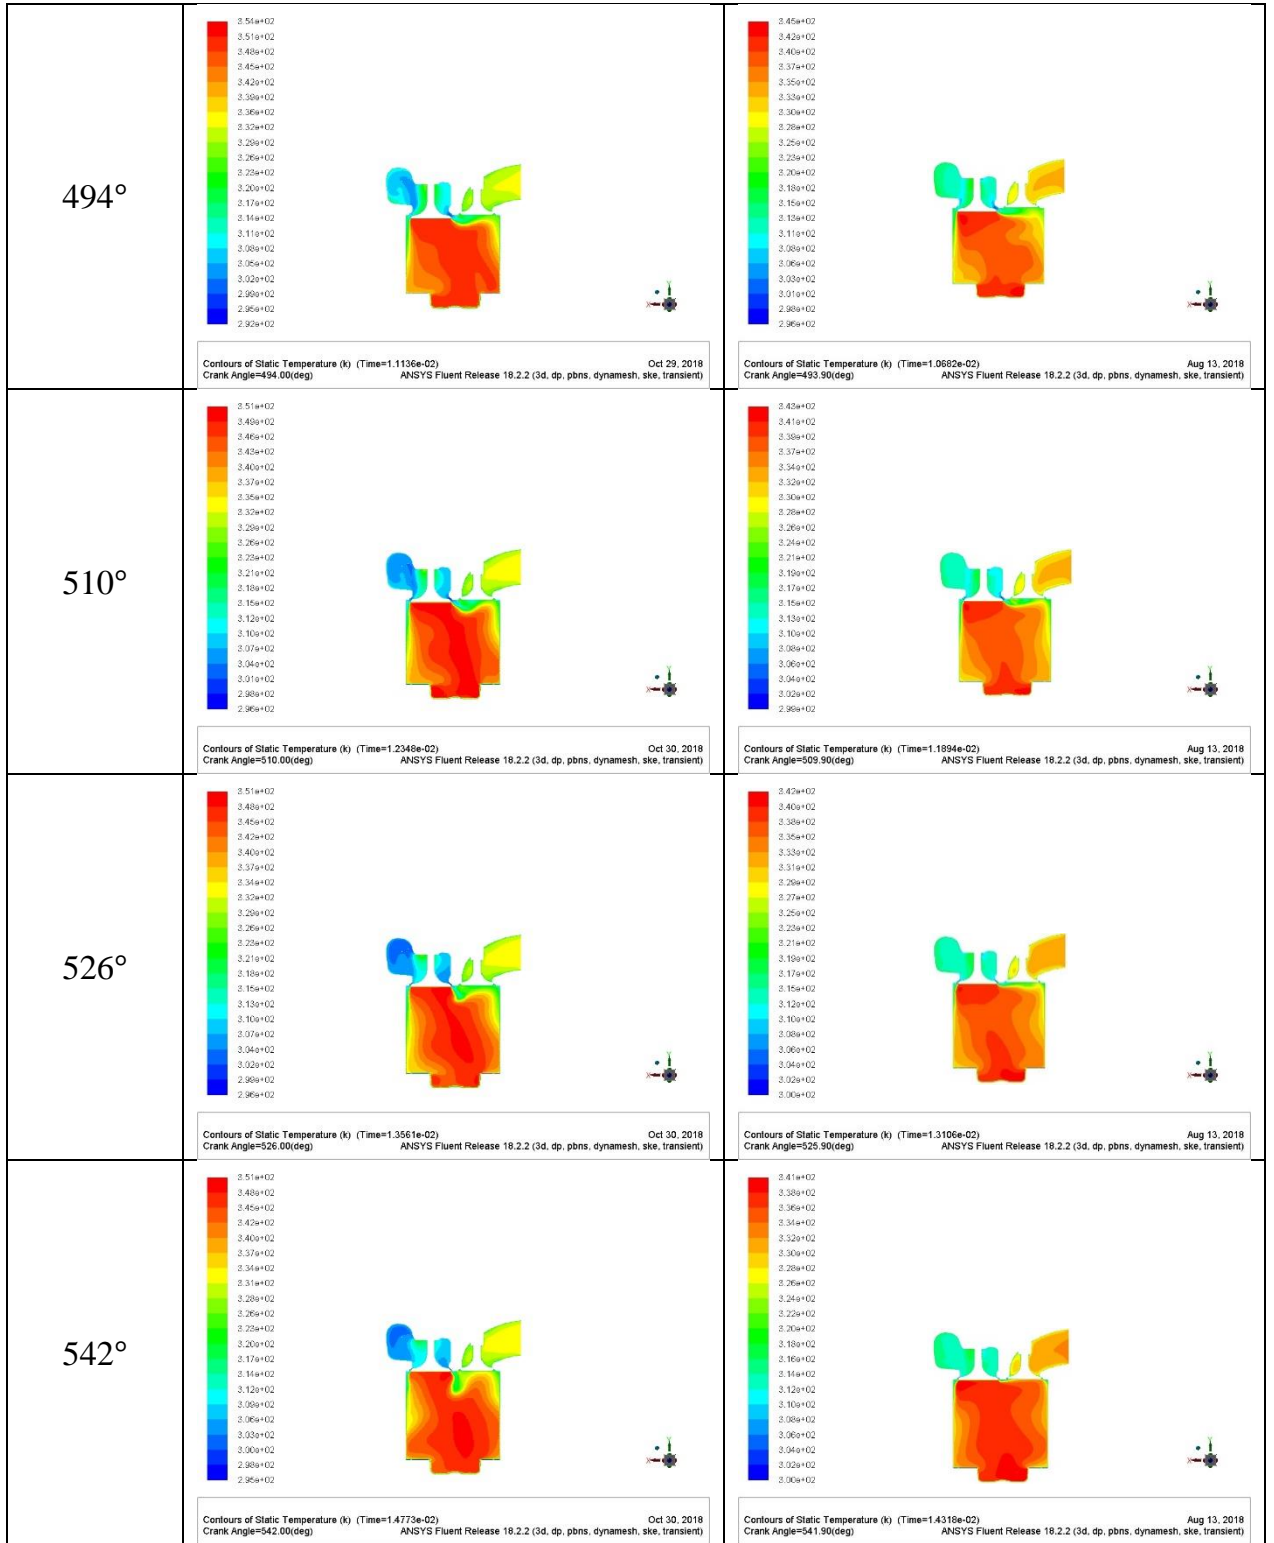 494°
3.54e+02
3.51e+02
3.48e+02
3.45e+02
3.42e+02
3.39e+02
3.36e+02
3.32e+02
3.29e+02
3.26e+02
3.23e+02
3.20e+02
3.17e+02
3.14e+02
3.11e+02
3.08e+02
3.05e+02
3.02e+02
2.99e+02
2.95e+02
2.92e+02
Contours of Static Temperature (k) (Time=1.1136e-02) Oct 29, 2018
Crank Angle=494.00(deg) ANSYS Fluent Release 18.2.2 (3d, dp, pbns, dynamesh, ske, transient)
3.45e+02
3.42e+02
3.40e+02
3.37e+02
3.35e+02
3.33e+02
3.30e+02
3.28e+02
3.25e+02
3.23e+02
3.20e+02
3.18e+02
3.15e+02
3.13e+02
3.11e+02
3.08e+02
3.06e+02
3.03e+02
3.01e+02
2.98e+02
2.96e+02
Contours of Static Temperature (k) (Time=1.0682e-02) Aug 13, 2018
Crank Angle=493.90(deg) ANSYS Fluent Release 18.2.2 (3d, dp, pbns, dynamesh, ske, transient)
510°
3.51e+02
3.49e+02
3.46e+02
3.43e+02
3.40e+02
3.37e+02
3.35e+02
3.32e+02
3.29e+02
3.26e+02
3.23e+02
3.21e+02
3.18e+02
3.15e+02
3.12e+02
3.10e+02
3.07e+02
3.04e+02
3.01e+02
2.98e+02
2.96e+02
Contours of Static Temperature (k) (Time=1.2348e-02) Oct 30, 2018
Crank Angle=510.00(deg) ANSYS Fluent Release 18.2.2 (3d, dp, pbns, dynamesh, ske, transient)
3.43e+02
3.41e+02
3.39e+02
3.37e+02
3.34e+02
3.32e+02
3.30e+02
3.28e+02
3.26e+02
3.24e+02
3.21e+02
3.19e+02
3.17e+02
3.15e+02
3.13e+02
3.10e+02
3.08e+02
3.06e+02
3.04e+02
3.02e+02
2.99e+02
Contours of Static Temperature (k) (Time=1.1894e-02) Aug 13, 2018
Crank Angle=509.90(deg) ANSYS Fluent Release 18.2.2 (3d, dp, pbns, dynamesh, ske, transient)
526°
3.51e+02
3.48e+02
3.45e+02
3.42e+02
3.40e+02
3.37e+02
3.34e+02
3.32e+02
3.29e+02
3.26e+02
3.23e+02
3.21e+02
3.18e+02
3.15e+02
3.13e+02
3.10e+02
3.07e+02
3.04e+02
3.02e+02
2.99e+02
2.96e+02
Contours of Static Temperature (k) (Time=1.3561e-02) Oct 30, 2018
Crank Angle=526.00(deg) ANSYS Fluent Release 18.2.2 (3d, dp, pbns, dynamesh, ske, transient)
3.42e+02
3.40e+02
3.38e+02
3.35e+02
3.33e+02
3.31e+02
3.29e+02
3.27e+02
3.25e+02
3.23e+02
3.21e+02
3.19e+02
3.17e+02
3.15e+02
3.12e+02
3.10e+02
3.08e+02
3.06e+02
3.04e+02
3.02e+02
3.00e+02
Contours of Static Temperature (k) (Time=1.3106e-02) Aug 13, 2018
Crank Angle=525.90(deg) ANSYS Fluent Release 18.2.2 (3d, dp, pbns, dynamesh, ske, transient)
542°
3.51e+02
3.48e+02
3.45e+02
3.42e+02
3.40e+02
3.37e+02
3.34e+02
3.31e+02
3.28e+02
3.26e+02
3.23e+02
3.20e+02
3.17e+02
3.14e+02
3.12e+02
3.09e+02
3.06e+02
3.03e+02
3.00e+02
2.98e+02
2.95e+02
Contours of Static Temperature (k) (Time=1.4773e-02) Oct 30, 2018
Crank Angle=542.00(deg) ANSYS Fluent Release 18.2.2 (3d, dp, pbns, dynamesh, ske, transient)
3.41e+02
3.38e+02
3.36e+02
3.34e+02
3.32e+02
3.30e+02
3.28e+02
3.26e+02
3.24e+02
3.22e+02
3.20e+02
3.18e+02
3.16e+02
3.14e+02
3.12e+02
3.10e+02
3.08e+02
3.06e+02
3.04e+02
3.02e+02
3.00e+02
Contours of Static Temperature (k) (Time=1.4318e-02) Aug 13, 2018
Crank Angle=541.90(deg) ANSYS Fluent Release 18.2.2 (3d, dp, pbns, dynamesh, ske, transient)